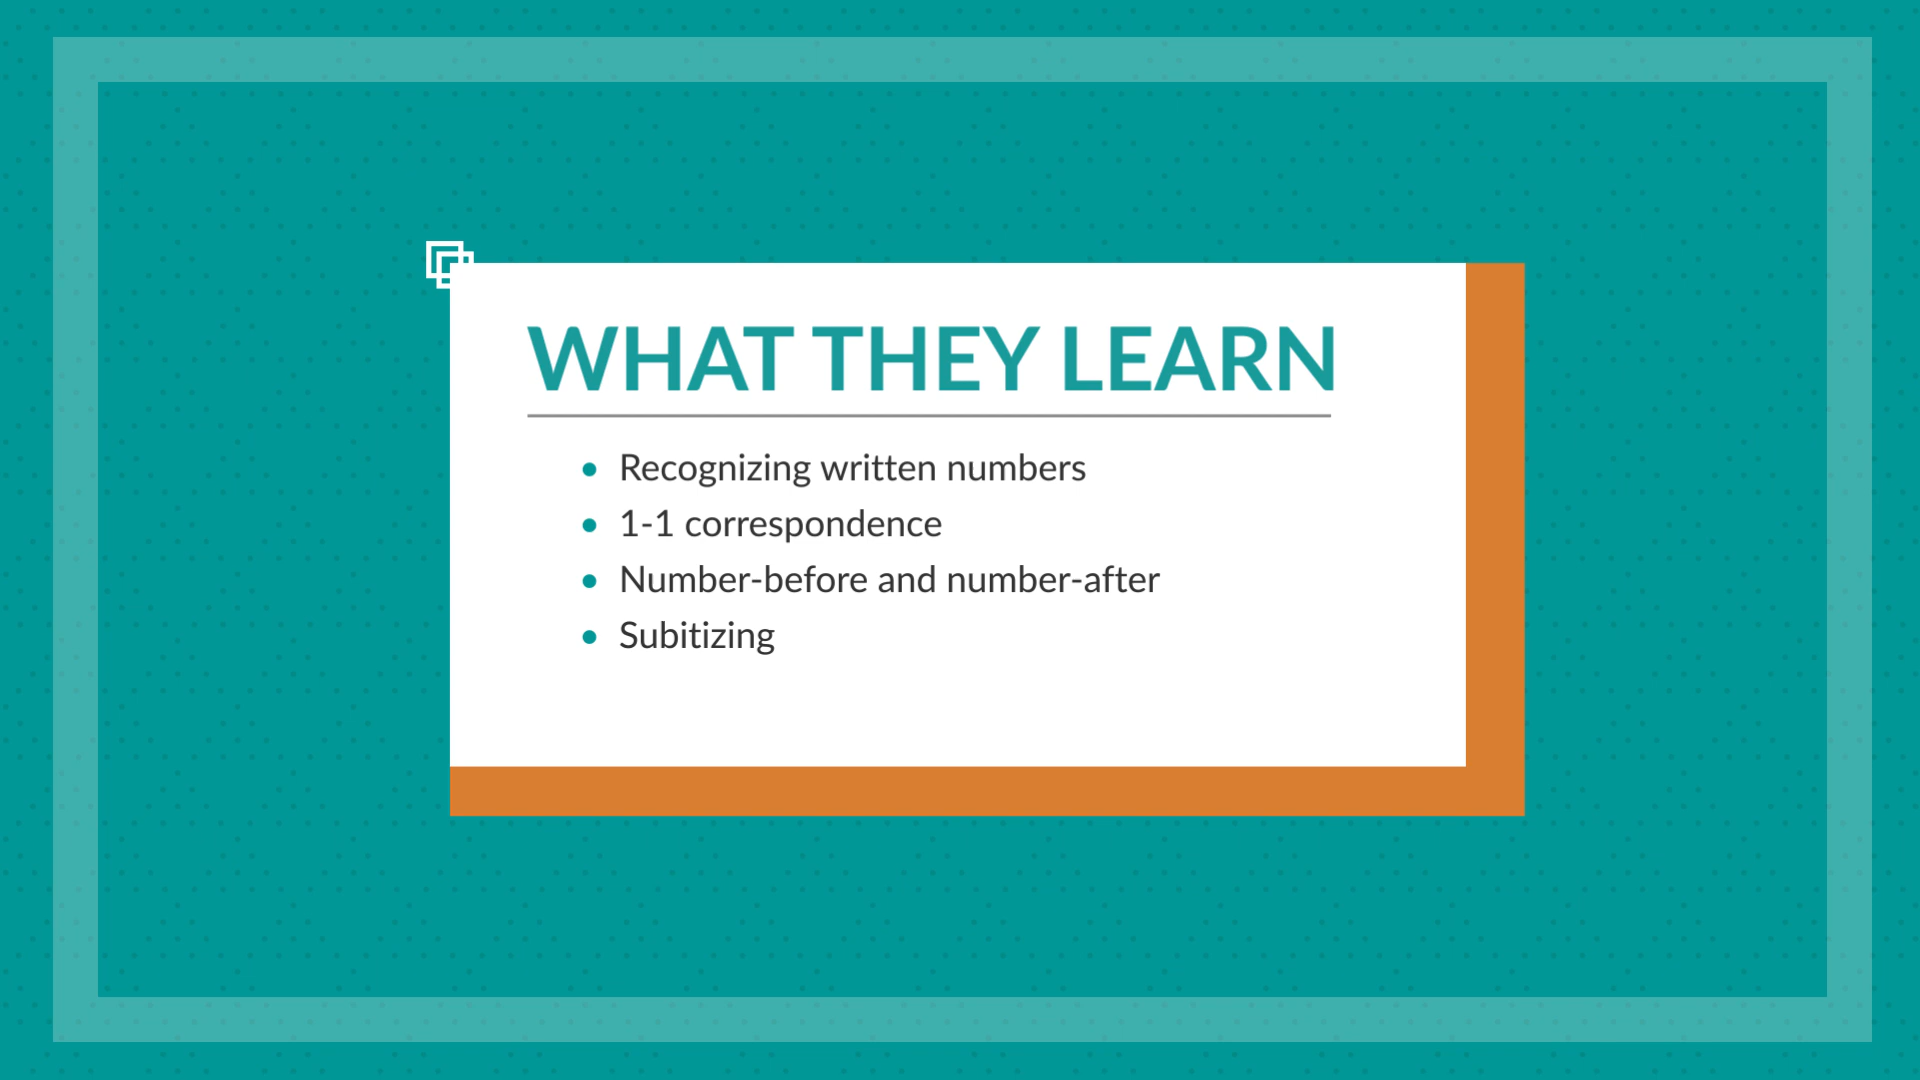 WHAT THEY LEARN
• Recognizing written numbers
• 1-1 correspondence
• Number-before and number-after
• Subitizing